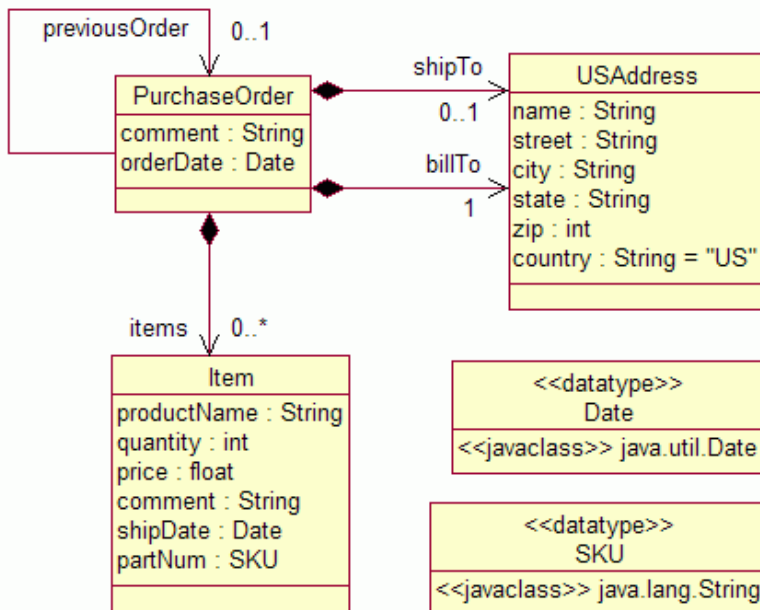 previousOrder
0..1
PurchaseOrder
comment : String
orderDate : Date
shipTo
0..1
billTo
1
USAddress
name : String
street : String
city : String
state : String
zip : int
country : String = "US"
items
0..*
Item
productName : String
quantity : int
price : float
comment : String
shipDate : Date
partNum : SKU
<<datatype>>
Date
<<javaclass>> java.util.Date
<<datatype>>
SKU
<<javaclass>> java.lang.String